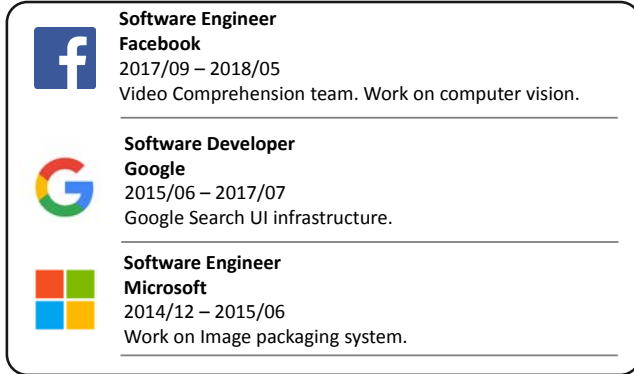 Software Engineer
Facebook
2017/09 – 2018/05
Video Comprehension team. Work on computer vision.
Software Developer
Google
2015/06 – 2017/07
Google Search UI infrastructure.
Software Engineer
Microsoft
2014/12 – 2015/06
Work on Image packaging system.